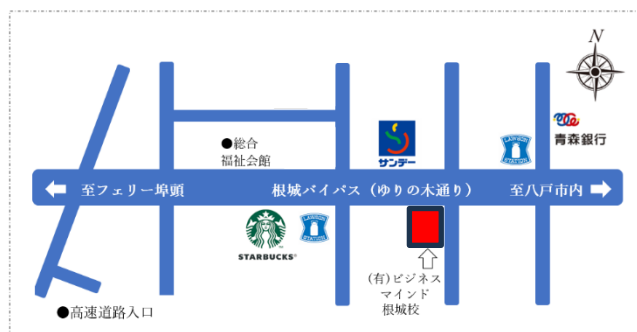 N
●総合
福祉会館
サンデー
LAWSON
STATION
青森銀行
至フェリー埠頭
根城バイパス（ゆりの木通り）
至八戸市内
STARBUCKS®
LAWSON
STATION
(有)ビジネス
マインド
根城校
●高速道路入口